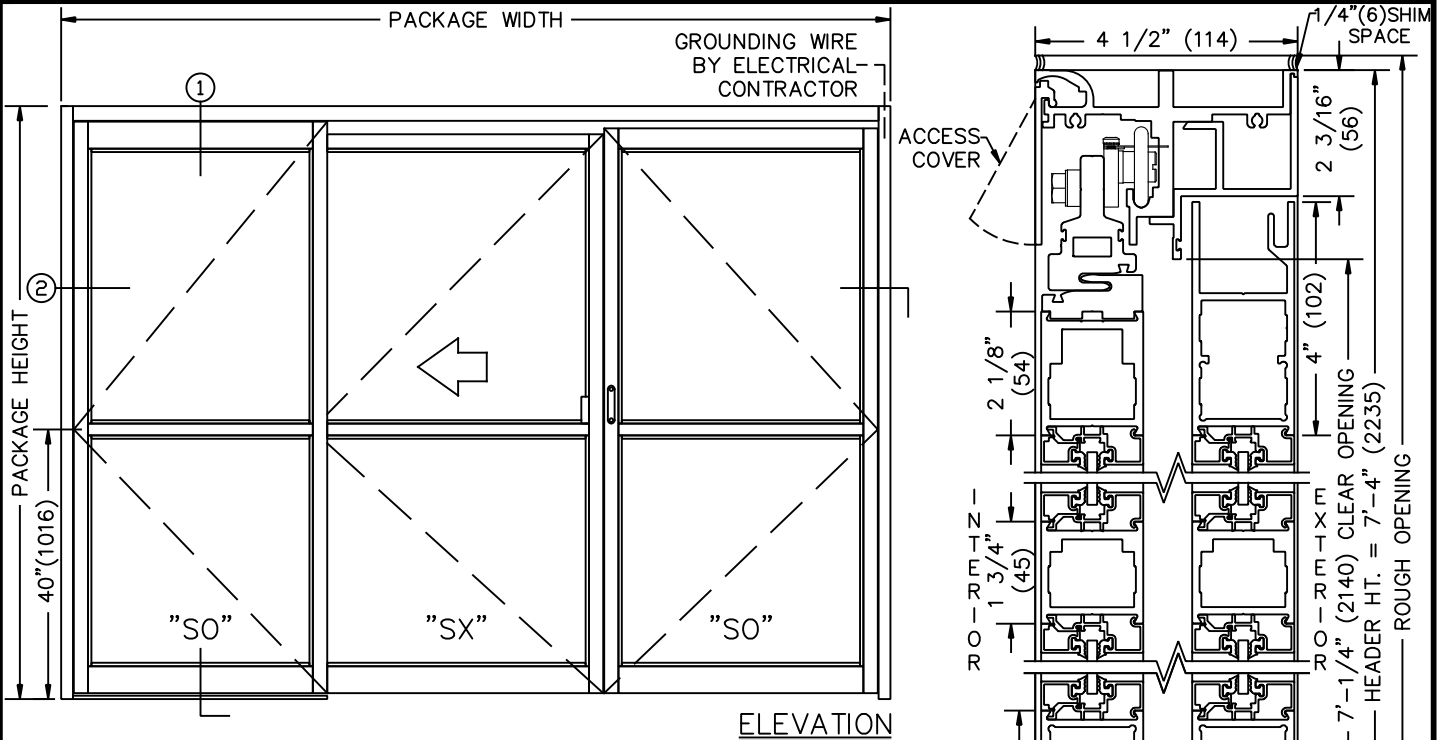 PACKAGE WIDTH
GROUNDING WIRE
BY ELECTRICAL
CONTRACTOR
1
2
PACKAGE HEIGHT
40"(1016)
"SO"
"SX"
"SO"
ELEVATION
1/4"(6)SHIM
SPACE
4 1/2" (114)
ACCESS
COVER
2 3/16"
(56)
2 1/8"
(54)
4" (102)
INTERIOR
1 3/4"
(45)
EXTERIOR
7'-1/4" (2140) CLEAR OPENING
HEADER HT. = 7'-4" (2235)
ROUGH OPENING